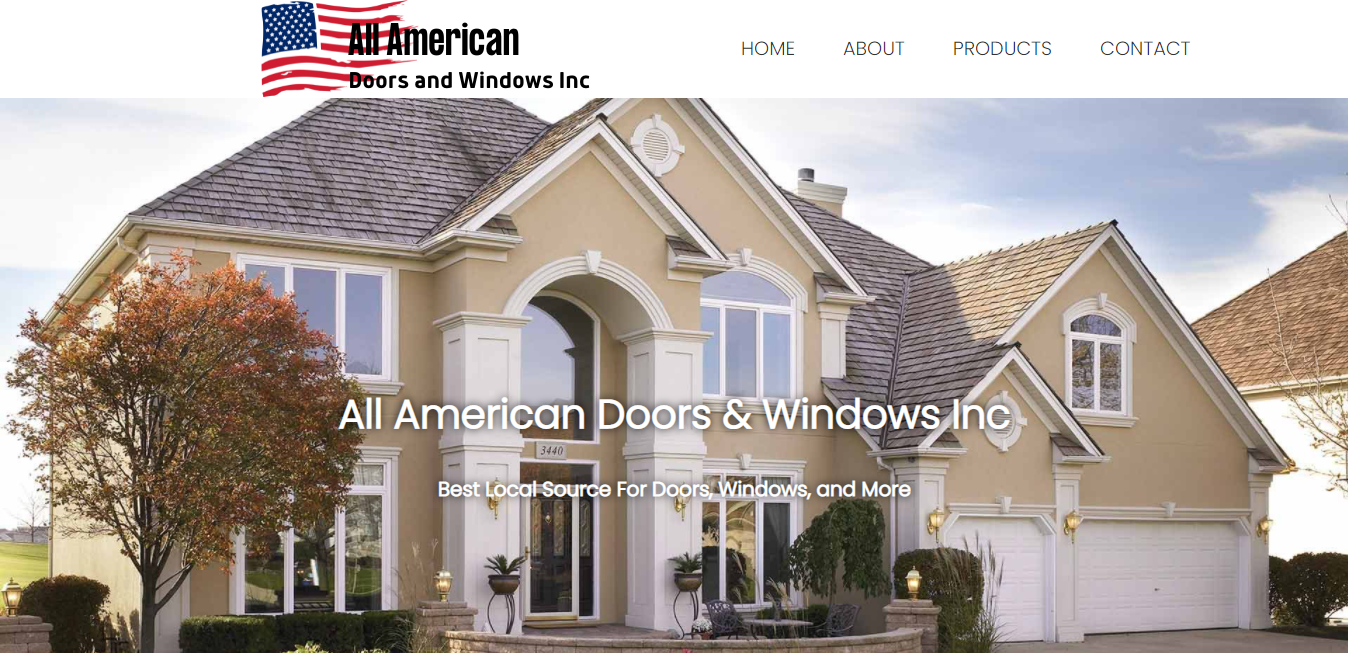 All American
Doors and Windows Inc
HOME ABOUT PRODUCTS CONTACT
All American Doors & Windows Inc
3440
Best Local Source For Doors, Windows, and More